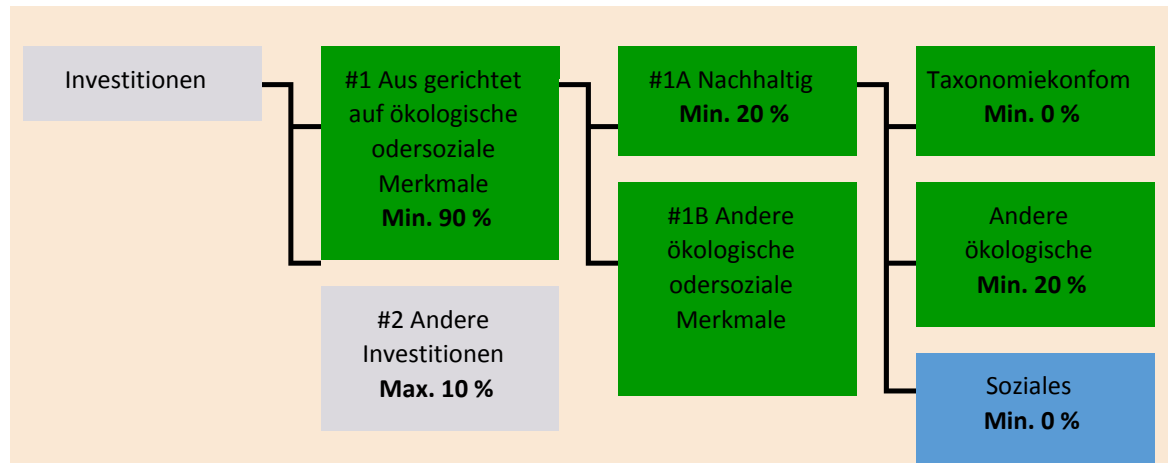 Investitionen
#1 Aus gerichtet
auf ökologische
odersoziale
Merkmale
Min. 90 %
#2 Andere
Investitionen
Max. 10 %
#1A Nachhaltig
Min. 20 %
#1B Andere
ökologische
odersoziale
Merkmale
Taxonomiekonfom
Min. 0 %
Andere
ökologische
Min. 20 %
Soziales
Min. 0 %